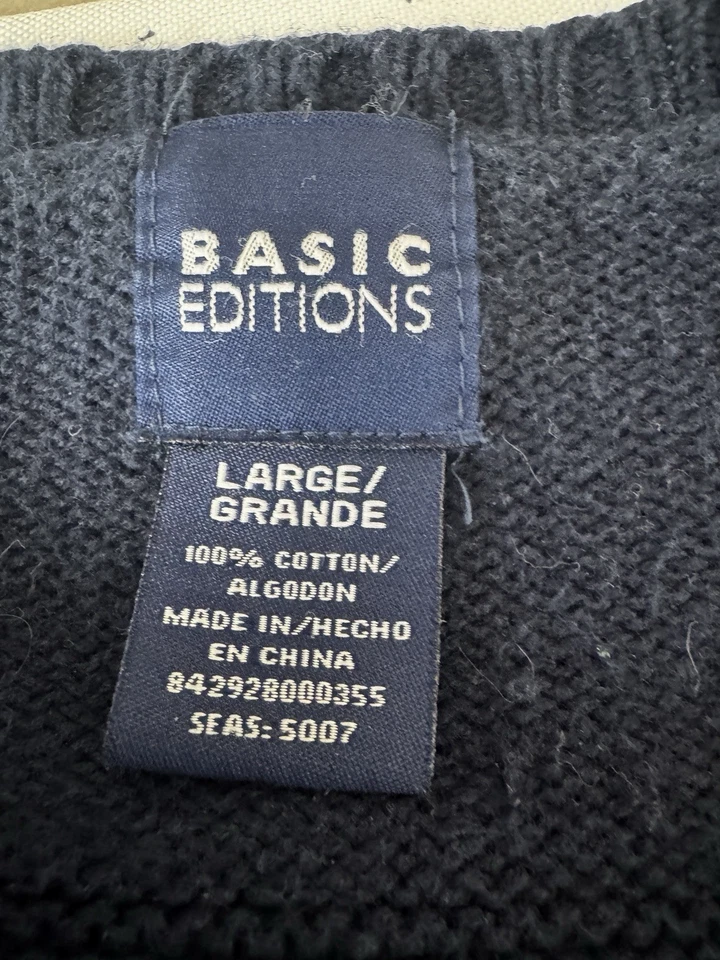 BASIC
EDITIONS
LARGE/
GRANDE
100% COTTON/
ALGODON
MADE IN/HECHO
EN CHINA
842928000355
SEAS: 5007